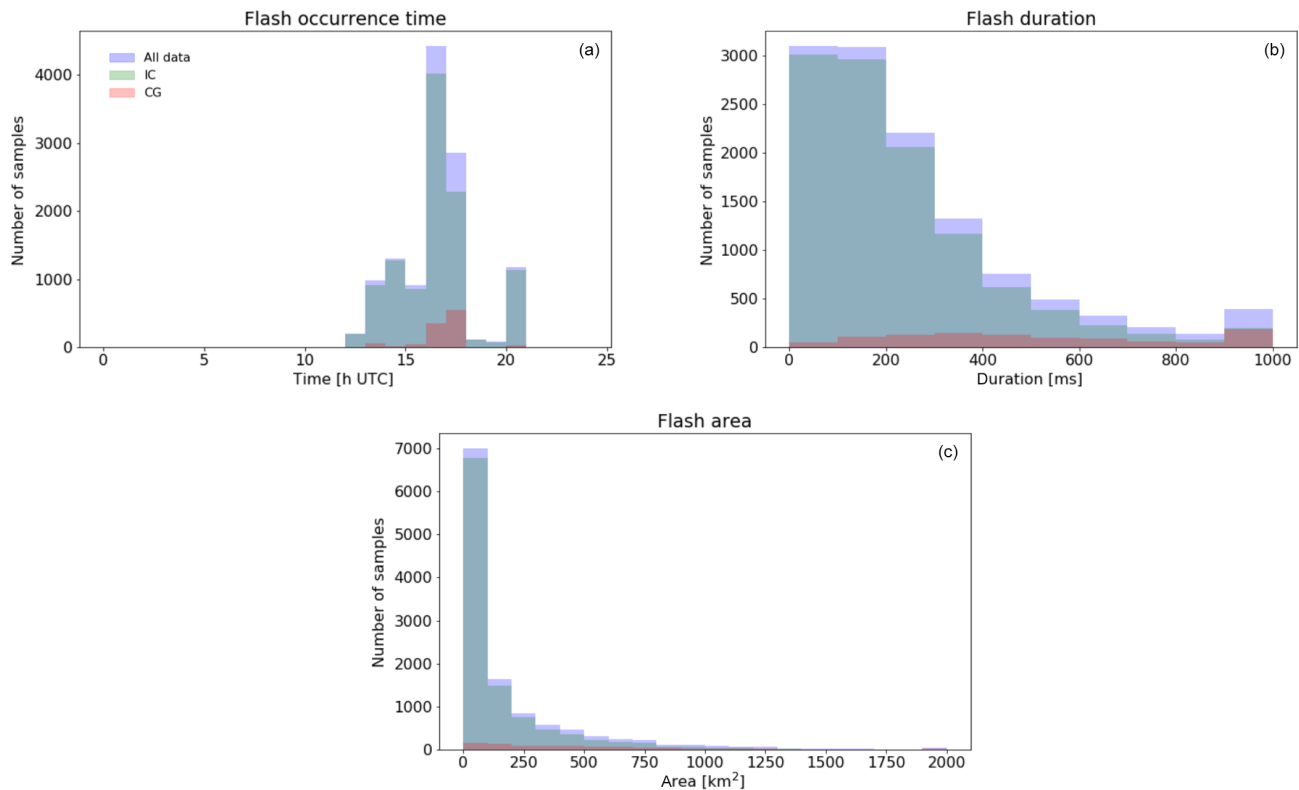 Flash occurrence time
(a)
All data
IC
CG
Number of samples
4000
3000
2000
1000
0
0 5 10 15 20 25
Time [h UTC]
Flash duration
(b)
Number of samples
3000
2500
2000
1500
1000
500
0
0 200 400 600 800 1000
Duration [ms]
Flash area
(c)
Number of samples
7000
6000
5000
4000
3000
2000
1000
0
0 250 500 750 1000 1250 1500 1750 2000
Area [km²]